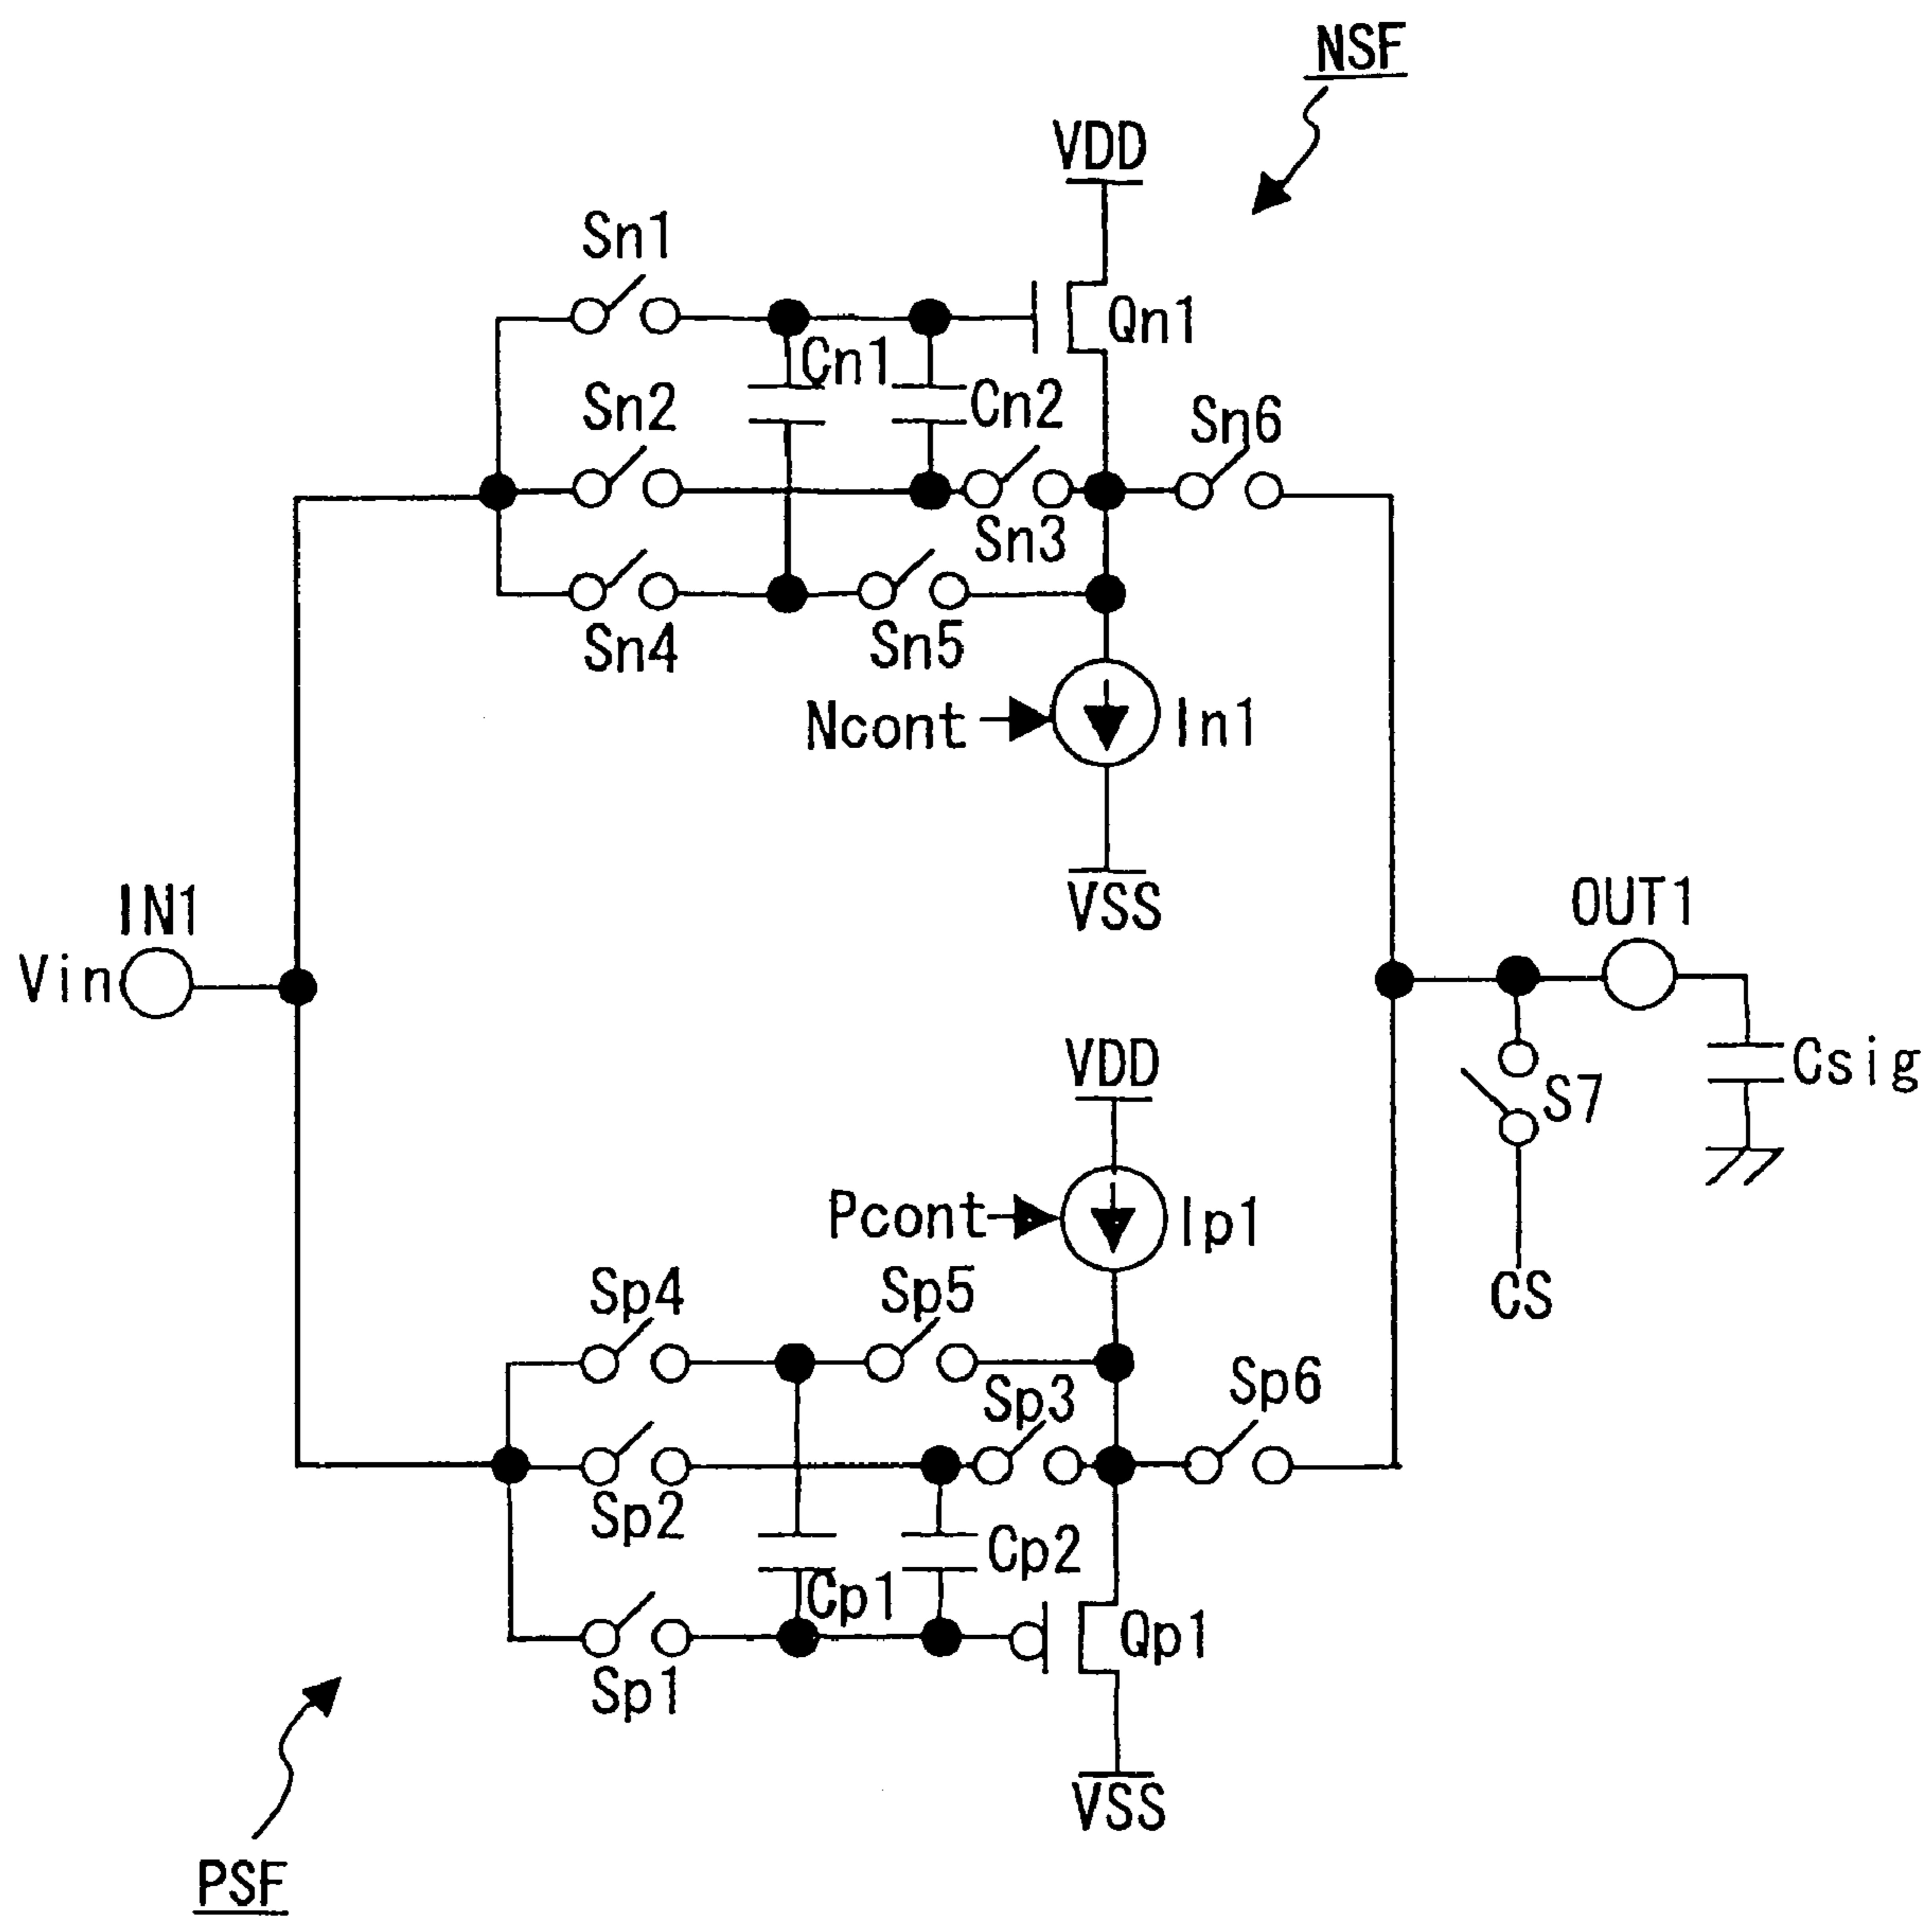 NSF
VDD
Sn1
Qn1
Cn1
Sn2
Cn2
Sn6
Sn3
Sn4
Sn5
Ncont
In1
VSS
IN1
Vin
OUT1
VDD
Csig
S7
Pcont
Ip1
CS
Sp4
Sp5
Sp3
Sp6
Sp2
Cp2
Cp1
Qp1
Sp1
VSS
PSF